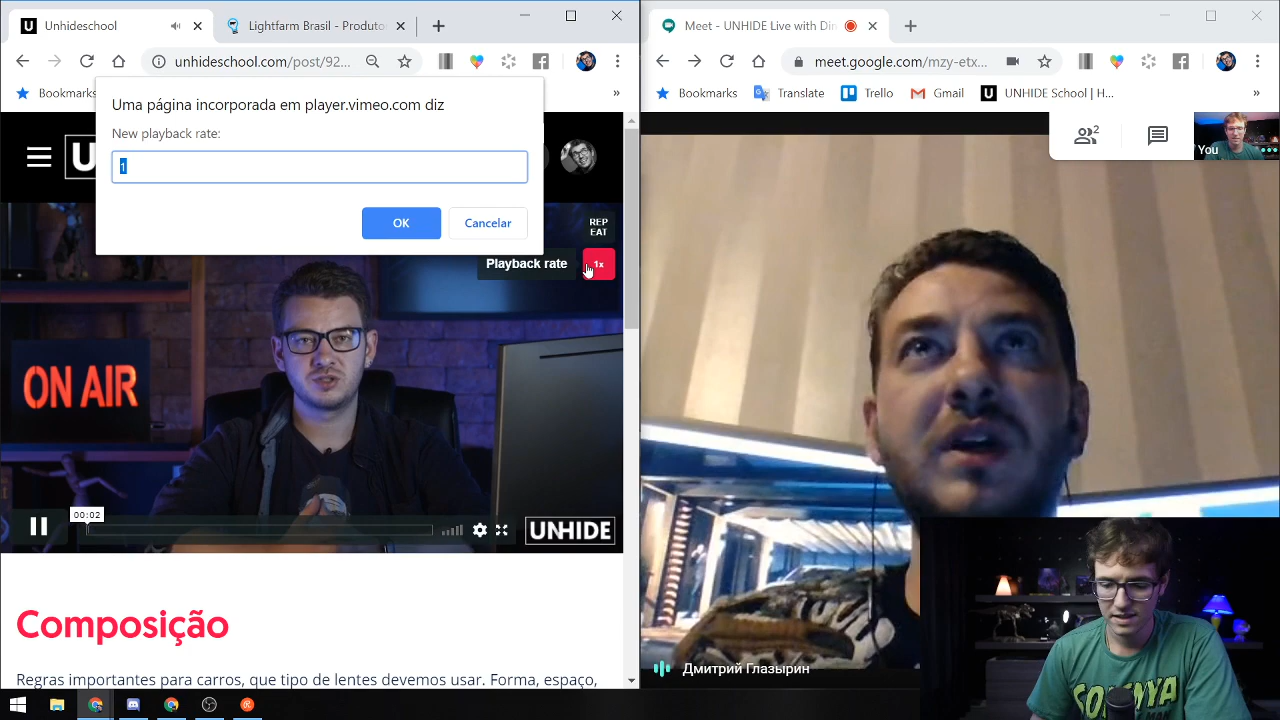 Unhideschool
Lightfarm Brasil - Produto
unhideschool.com/post/92...
Bookmarks
Uma página incorporada em player.vimeo.com diz
New playback rate:
1
OK
Cancelar
U
REP
EAT
Playback rate
1x
ON AIR
00:02
UNHIDE
Composição
Regras importantes para carros, que tipo de lentes devemos usar. Forma, espaço,
Meet - UNHIDE Live with Dim
meet.google.com/mzy-etx...
Bookmarks
Translate
Trello
Gmail
UNHIDE School | H...
2
You
Дмитрий Глазырин